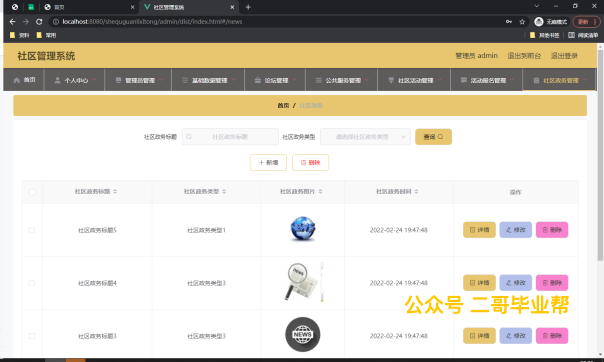 首页
社区管理系统
localhost:8080/shequguanlixitong/admin/dist/index.html#/news
无痕模式
更新
资料
常用
其他书签
阅读清单
社区管理系统
管理员 admin 退出到前台 退出登录
首页 个人中心 管理员管理 基础数据管理 论坛管理 公共服务管理 社区活动管理 活动报名管理 社区政务管理
首页 / 社区政务
社区政务标题 社区政务标题 社区政务类型 请选择社区政务类型 查询
+ 新增 删除
社区政务标题 社区政务类型 社区政务图片 社区政务时间 操作
社区政务标题5 社区政务类型1 2022-02-24 19:47:48 详情 修改 删除
社区政务标题4 社区政务类型3 NEWS 2022-02-24 19:47:48 详情 修改 删除
公众号 二哥毕业帮
社区政务标题3 社区政务类型3 NEWS 2022-02-24 19:47:48 详情 修改 删除